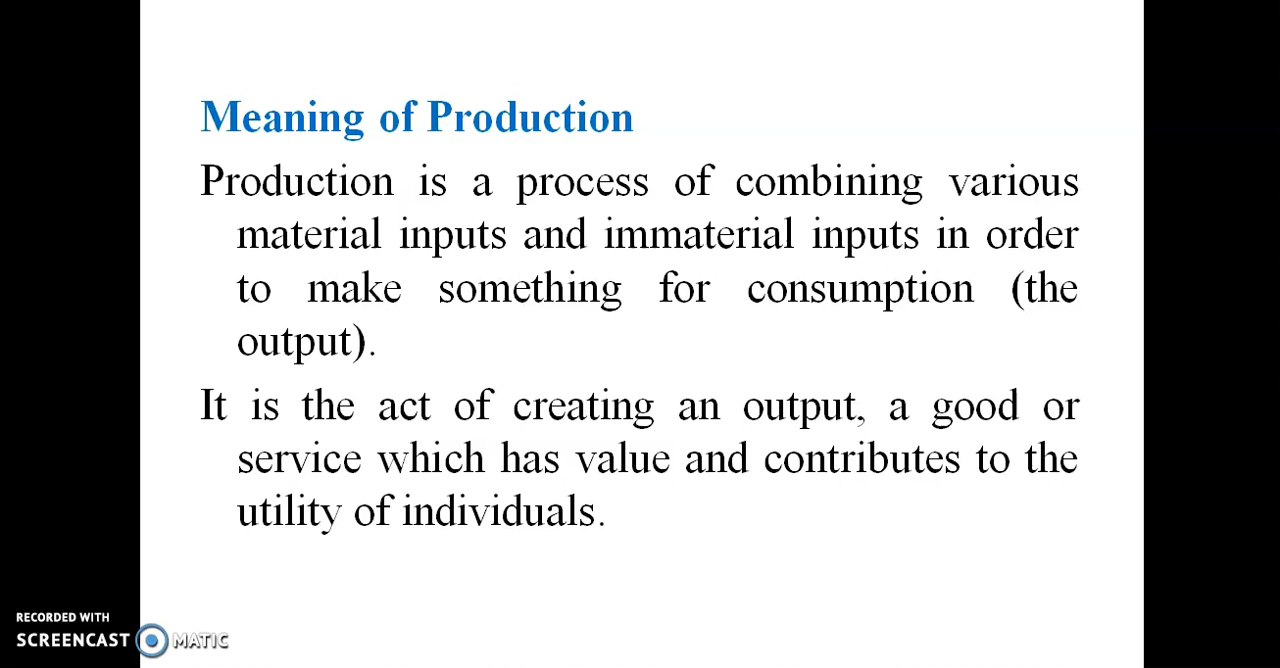 Meaning of Production
Production is a process of combining various
material inputs and immaterial inputs in order
to make something for consumption (the
output).
It is the act of creating an output, a good or
service which has value and contributes to the
utility of individuals.
RECORDED WITH
SCREENCAST MATIC